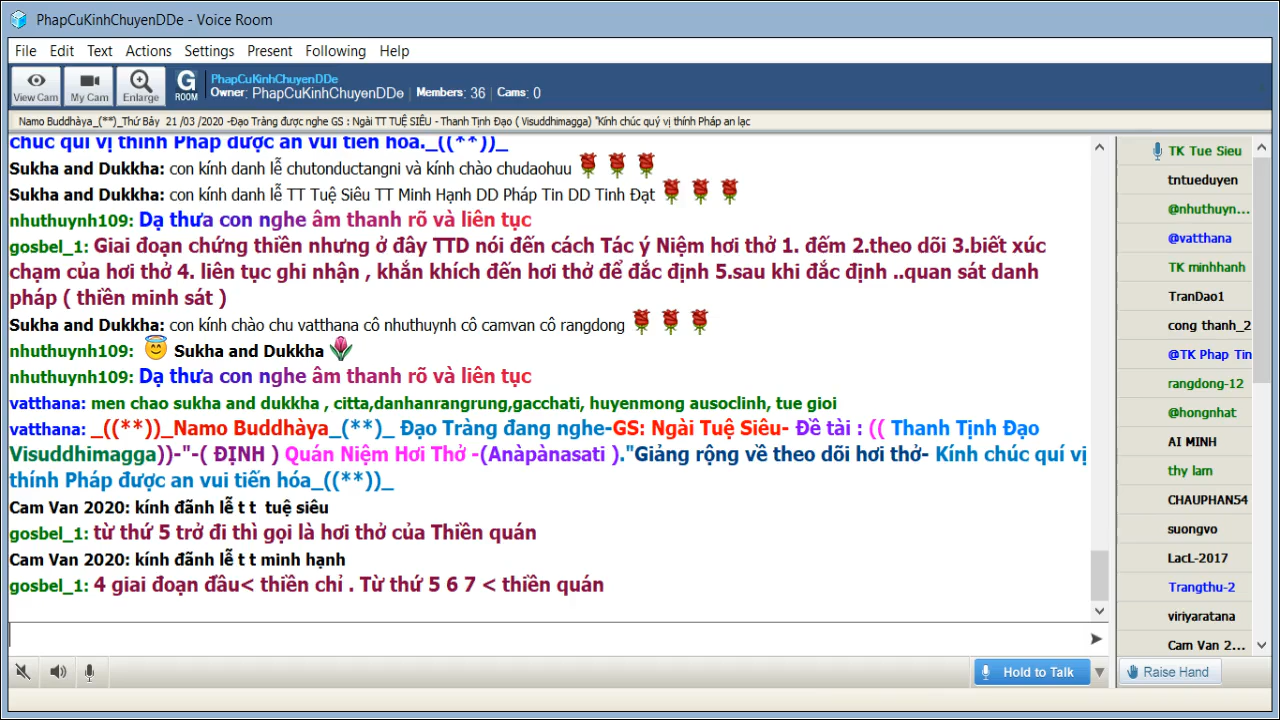 PhapCuKinhChuyenDDe - Voice Room
File Edit Text Actions Settings Present Following Help
View Cam My Cam Enlarge G ROOM
PhapCuKinhChuyenDDe
Owner: PhapCuKinhChuyenDDe | Members: 36 | Cams: 0
Namo Buddhàya_(**)_Thứ Bảy 21 /03 /2020 -Đạo Tràng được nghe GS : Ngài TT TUỆ SIÊU - Thanh Tịnh Đạo ( Visuddhimagga) "Kính chúc quý vị thính Pháp an lạc
chúc quí vị thính Pháp được an vui tiến hóa._((**))_
Sukha and Dukkha: con kính danh lễ chutonductangni và kính chào chudaohuu
Sukha and Dukkha: con kính danh lễ TT Tuệ Siêu TT Minh Hạnh DD Pháp Tin DD Tinh Đạt
nhuthuynh109: Dạ thưa con nghe âm thanh rõ và liên tục
gosbel_1: Giai đoạn chứng thiền nhưng ở đây TTD nói đến cách Tác ý Niệm hơi thở 1. đếm 2.theo dõi 3.biết xúc
chạm của hơi thở 4. liên tục ghi nhận , khắn khích đến hơi thở để đắc định 5.sau khi đắc định ..quan sát danh
pháp ( thiền minh sát )
Sukha and Dukkha: con kính chào chu vatthana cô nhuthuynh cô camvan cô rangdong
nhuthuynh109: Sukha and Dukkha
nhuthuynh109: Dạ thưa con nghe âm thanh rõ và liên tục
vatthana: men chao sukha and dukkha , citta,danhanrangrung,gacchati, huyenmong ausoclinh, tue gioi
vatthana: _((**))_Namo Buddhàya_(**)_ Đạo Tràng đang nghe-GS: Ngài Tuệ Siêu- Đề tài : (( Thanh Tịnh Đạo
Visuddhimagga))-"-( ĐỊNH ) Quán Niệm Hơi Thở -(Anàpànasati )."Giảng rộng về theo dõi hơi thở- Kính chúc quí vị
thính Pháp được an vui tiến hóa_((**))_
Cam Van 2020: kính đãnh lễ t t tuệ siêu
gosbel_1: từ thứ 5 trở đi thì gọi là hơi thở của Thiền quán
Cam Van 2020: kính đãnh lễ t t minh hạnh
gosbel_1: 4 giai đoạn đầu< thiền chỉ . Từ thứ 5 6 7 < thiền quán
TK Tue Sieu
tntueduyen
@nhuthuyn...
@vatthana
TK minhhanh
TranDao1
cong thanh_2
@TK Phap Tin
rangdong-12
@hongnhat
AI MINH
thy lam
CHAUPHAN54
suongvo
LacL-2017
Trangthu-2
viriyaratana
Cam Van 2...
Hold to Talk
Raise Hand